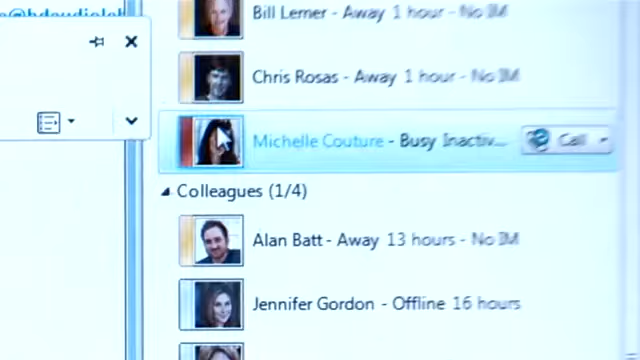 Bill Lerner - Away 1 hour - No IM
Chris Rosas - Away 1 hour - No IM
Michelle Couture - Busy Inactiv... Call
Colleagues (1/4)
Alan Batt - Away 13 hours - No IM
Jennifer Gordon - Offline 16 hours